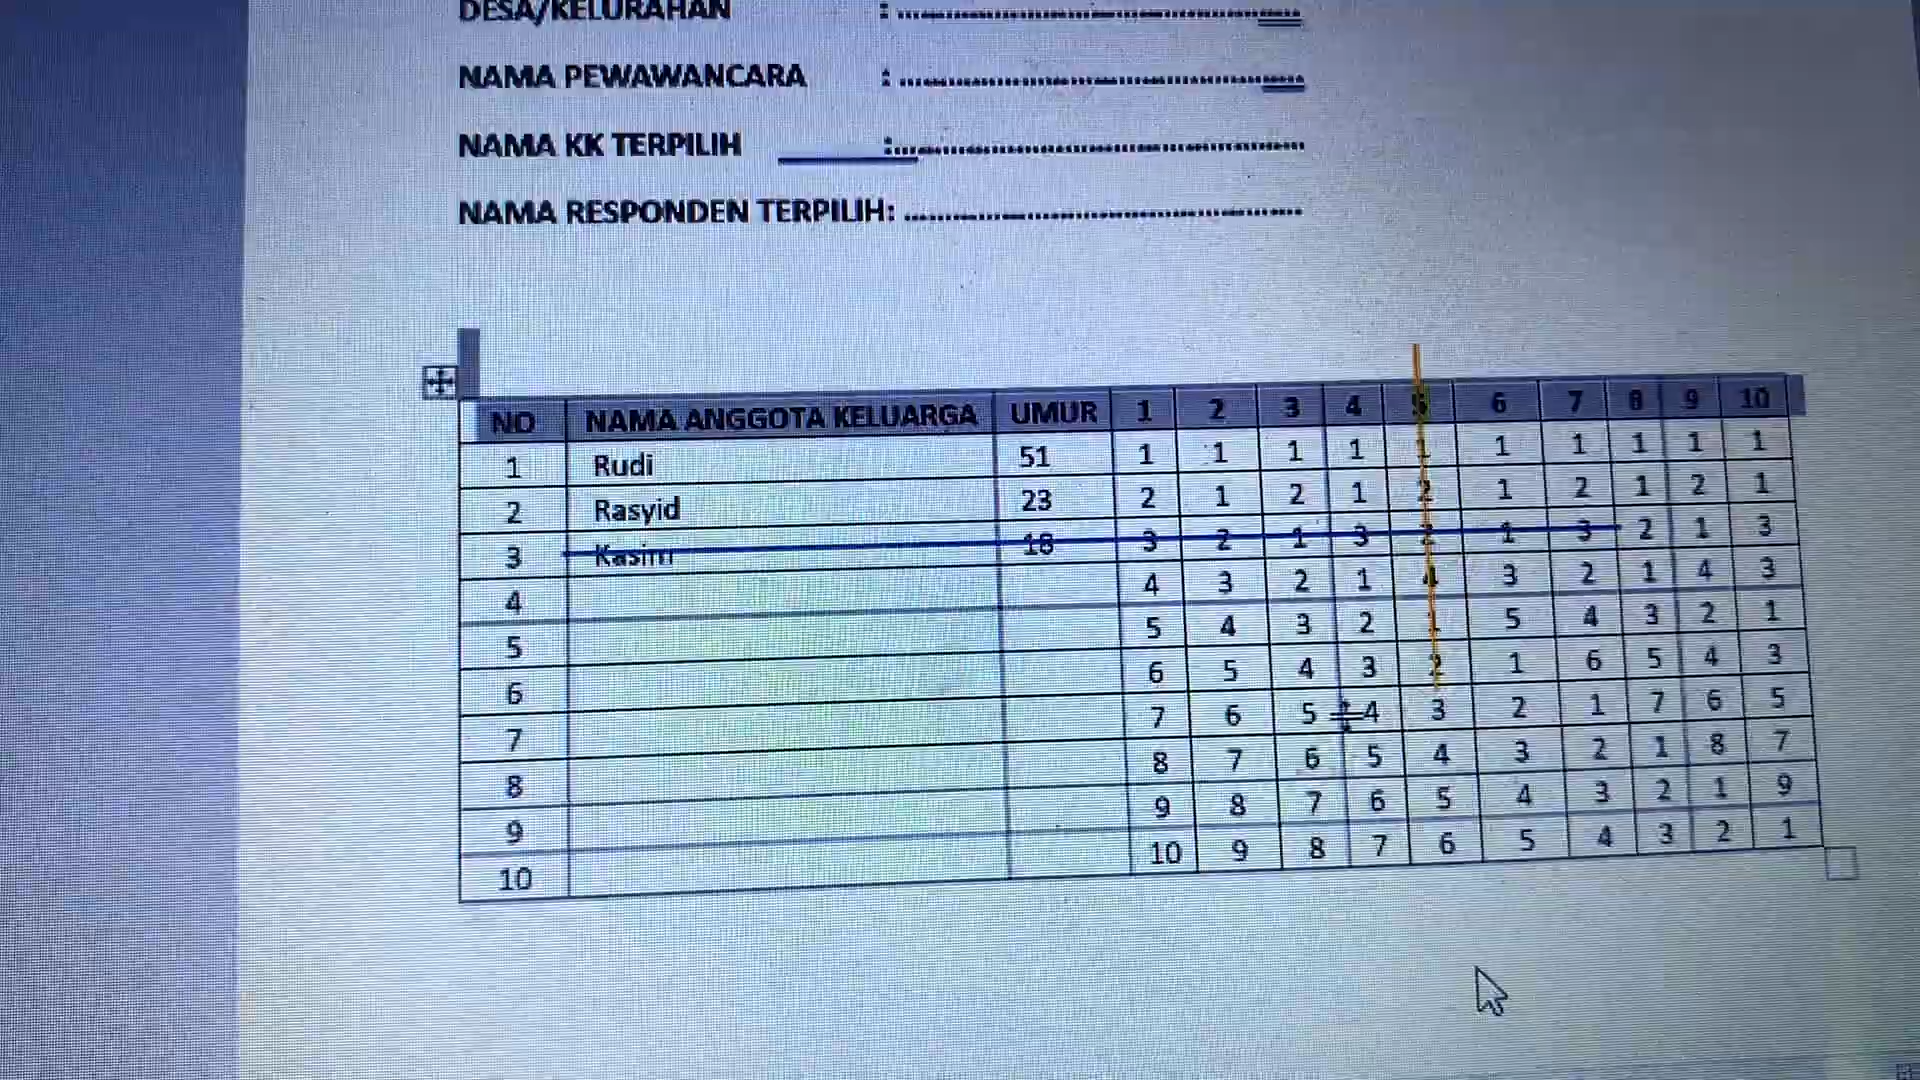 DESA/KELURAHAN : ..............................
NAMA PEWAWANCARA : ..............................
NAMA KK TERPILIH :..............................
NAMA RESPONDEN TERPILIH: ..............................
NO NAMA ANGGOTA KELUARGA UMUR 1 2 3 4 5 6 7 8 9 10
1 Rudi 51 1 1 1 1 1 1 1 1 1 1
2 Rasyid 23 2 1 2 1 2 1 2 1 2 1
3 Kasim 18 3 2 1 3 2 1 3 2 1 3
4 4 3 2 1 4 3 2 1 4 3
5 5 4 3 2 1 5 4 3 2 1
6 6 5 4 3 2 1 6 5 4 3
7 7 6 5 4 3 2 1 7 6 5
8 8 7 6 5 4 3 2 1 8 7
9 9 8 7 6 5 4 3 2 1 9
10 10 9 8 7 6 5 4 3 2 1